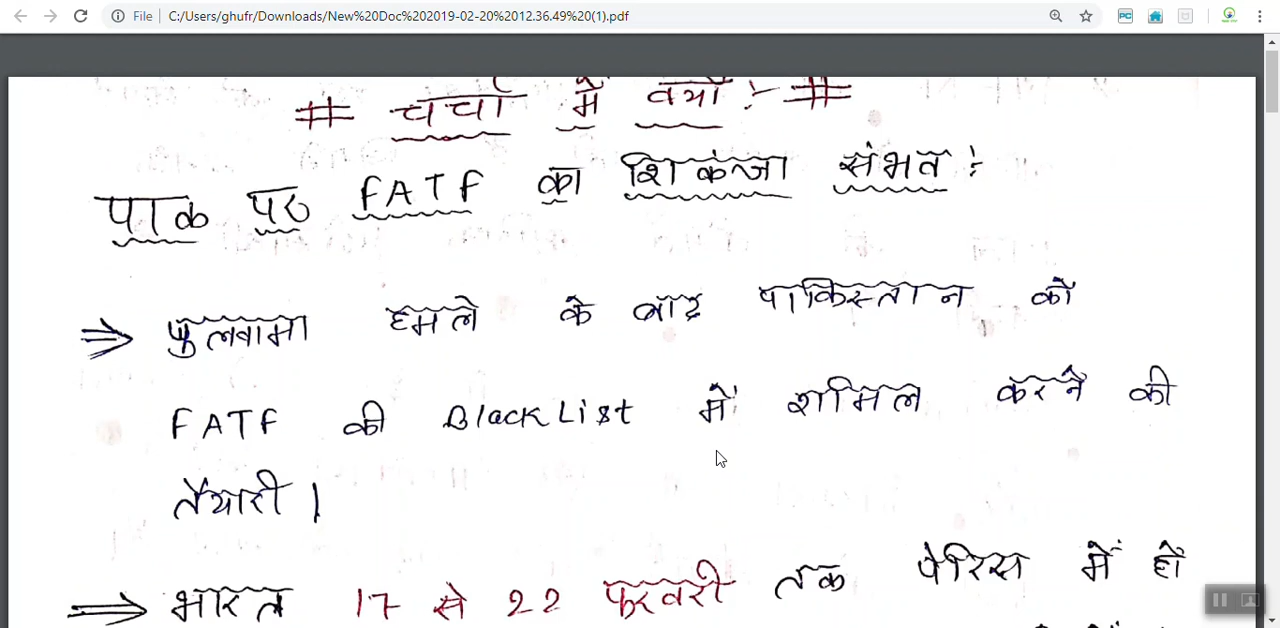 File C:/Users/ghufr/Downloads/New%20Doc%202019-02-20%2012.36.49%20(1).pdf
PC
# चर्चा में क्यों :- #
पाक पर FATF का शिकंजा संभव :-
⇒ पुलवामा हमले के बाद पाकिस्तान को
FATF की BlackList में शामिल करने की
तैयारी ।
⇒ भारत 17 से 22 फरवरी तक पेरिस में हो